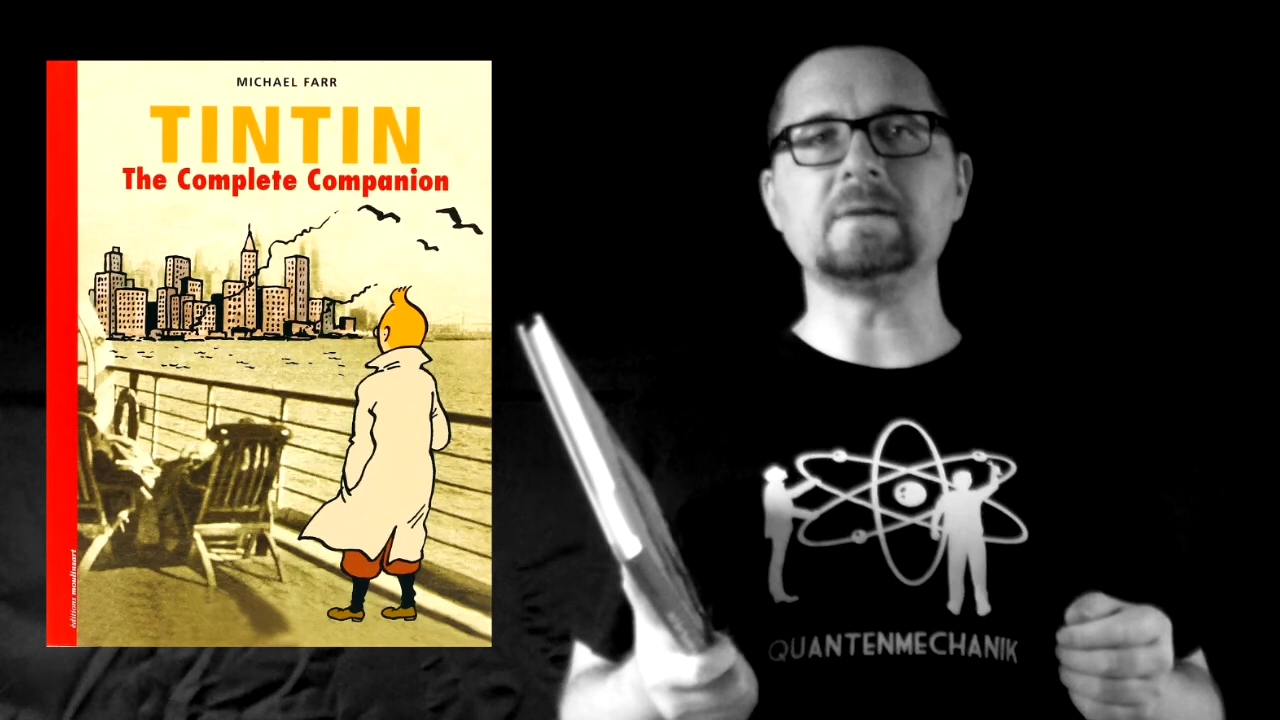 MICHAEL FARR
TINTIN
The Complete Companion
éditions moulinsart
QUANTENMECHANIK